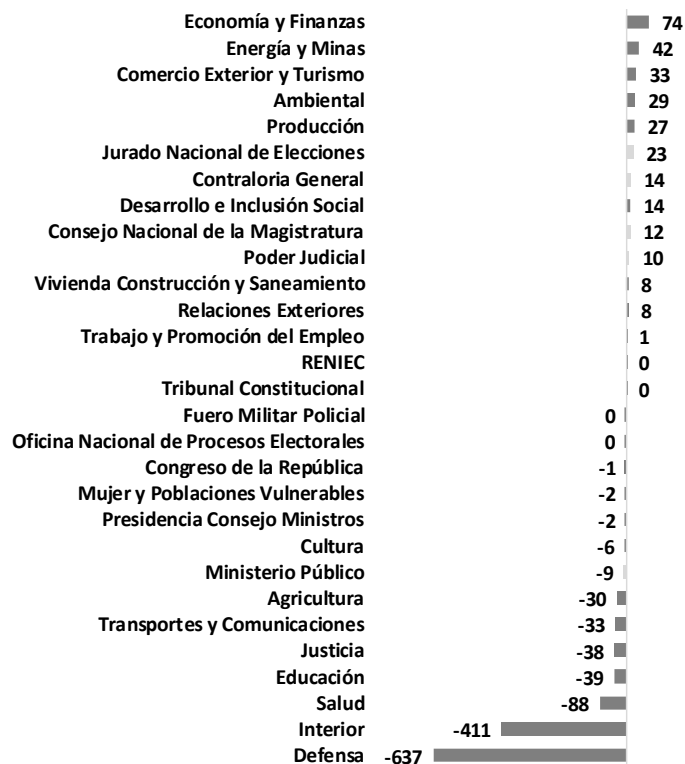 Economía y Finanzas 74
Energía y Minas 42
Comercio Exterior y Turismo 33
Ambiental 29
Producción 27
Jurado Nacional de Elecciones 23
Contraloria General 14
Desarrollo e Inclusión Social 14
Consejo Nacional de la Magistratura 12
Poder Judicial 10
Vivienda Construcción y Saneamiento 8
Relaciones Exteriores 8
Trabajo y Promoción del Empleo 1
RENIEC 0
Tribunal Constitucional 0
Fuero Militar Policial 0
Oficina Nacional de Procesos Electorales 0
Congreso de la República -1
Mujer y Poblaciones Vulnerables -2
Presidencia Consejo Ministros -2
Cultura -6
Ministerio Público -9
Agricultura -30
Transportes y Comunicaciones -33
Justicia -38
Educación -39
Salud -88
Interior -411
Defensa -637